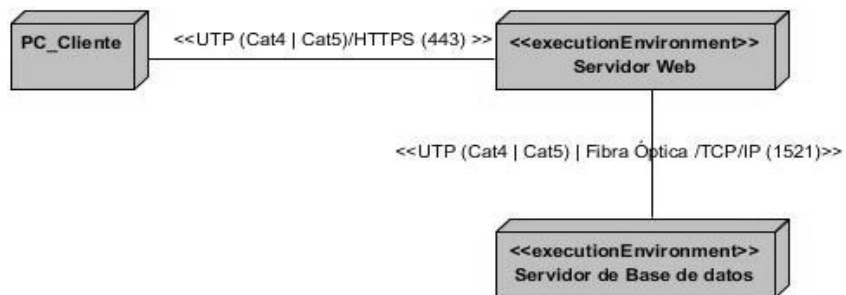 PC_Cliente
<<UTP (Cat4 | Cat5)/HTTPS (443) >>
<<executionEnvironment>>
Servidor Web
<<UTP (Cat4 | Cat5) | Fibra Óptica /TCP/IP (1521)>>
<<executionEnvironment>>
Servidor de Base de datos